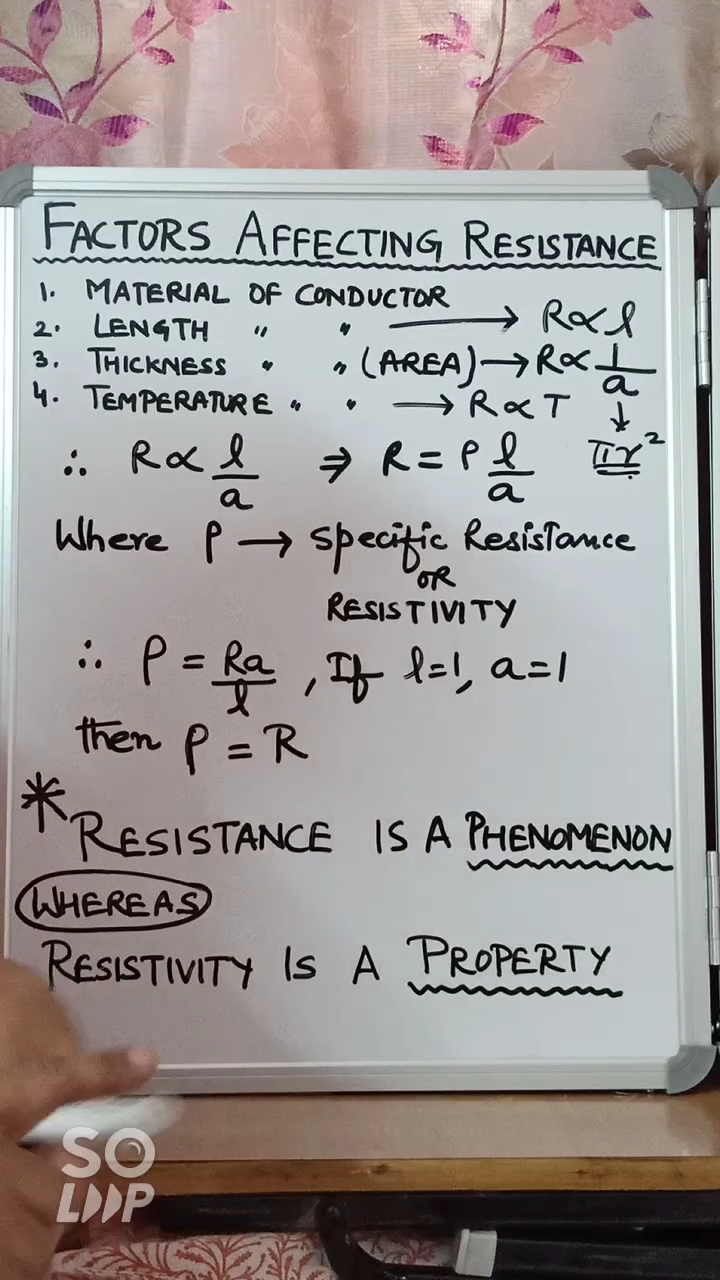 FACTORS AFFECTING RESISTANCE
1. MATERIAL OF CONDUCTOR
2. LENGTH " " → R∝l
3. THICKNESS " " (AREA) → R∝ 1/a
4. TEMPERATURE " " → R∝T ↓
∴ R∝ l/a ⇒ R = ρ l/a πr²
Where ρ → Specific Resistance
OR
RESISTIVITY
∴ ρ = Ra/l , If l=1, a=1
then ρ = R
* RESISTANCE IS A PHENOMENON
WHEREAS
RESISTIVITY IS A PROPERTY
SO
LOOP